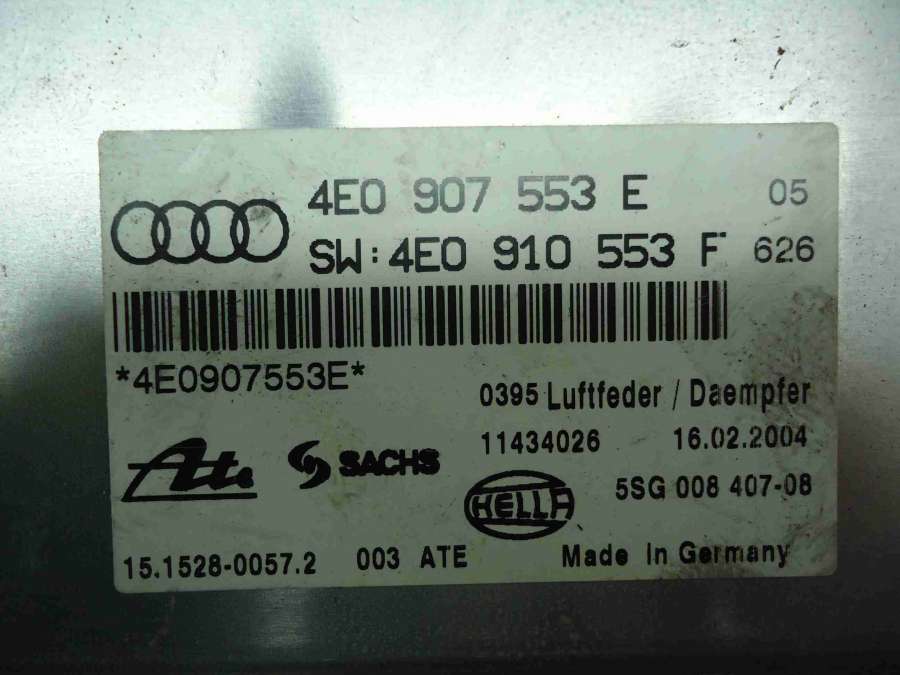 4E0 907 553 E 05
SW: 4E0 910 553 F 626
*4E0907553E*
0395 Luftfeder / Daempfer
11434026 16.02.2004
Ate SACHS
HELLA 5SG 008 407-08
15.1528-0057.2 003 ATE Made In Germany